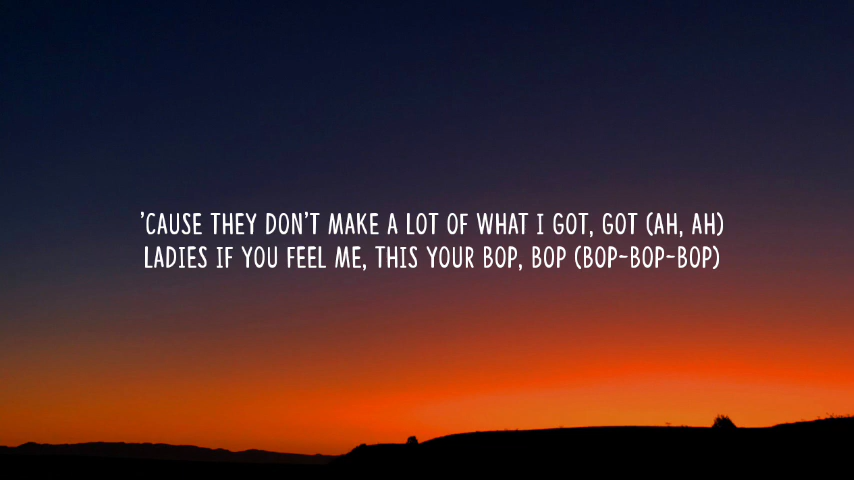 'CAUSE THEY DON'T MAKE A LOT OF WHAT I GOT, GOT (AH, AH)
LADIES IF YOU FEEL ME, THIS YOUR BOP, BOP (BOP-BOP-BOP)